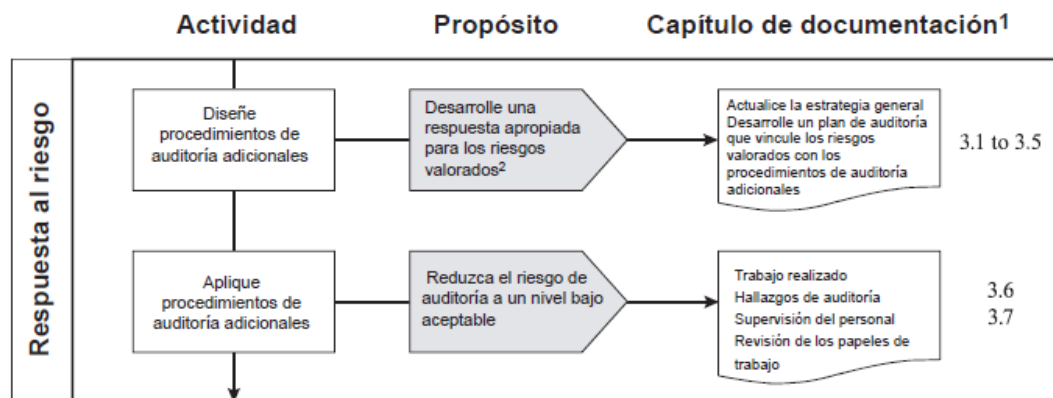 Actividad
Propósito
Capítulo de documentación1
Respuesta al riesgo
Diseñe
procedimientos de
auditoría adicionales
Desarrolle una
respuesta apropiada
para los riesgos
valorados2
Actualice la estrategia general
Desarrolle un plan de auditoría
que vincule los riesgos
valorados con los
procedimientos de auditoría
adicionales
3.1 to 3.5
Aplique
procedimientos de
auditoría adicionales
Reduzca el riesgo de
auditoría a un nivel bajo
aceptable
Trabajo realizado
Hallazgos de auditoría
Supervisión del personal
Revisión de los papeles de
trabajo
3.6
3.7